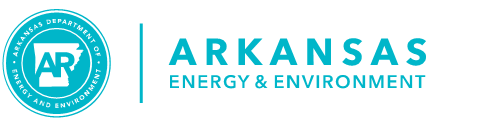 ARKANSAS DEPARTMENT OF
AR
ENERGY AND ENVIRONMENT
ARKANSAS
ENERGY & ENVIRONMENT